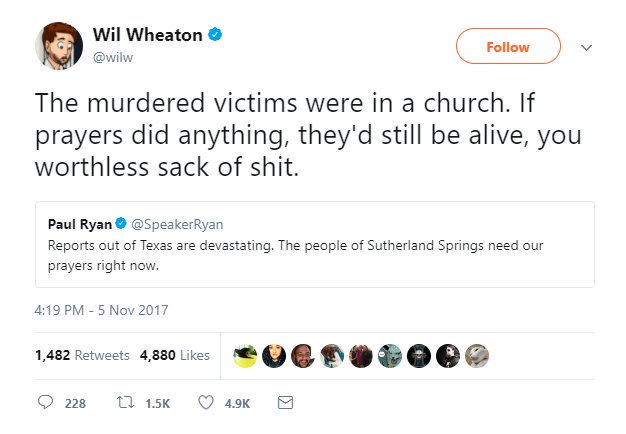 Wil Wheaton
@wilw
Follow
The murdered victims were in a church. If
prayers did anything, they'd still be alive, you
worthless sack of shit.
Paul Ryan @SpeakerRyan
Reports out of Texas are devastating. The people of Sutherland Springs need our
prayers right now.
4:19 PM - 5 Nov 2017
1,482 Retweets 4,880 Likes
228 1.5K 4.9K